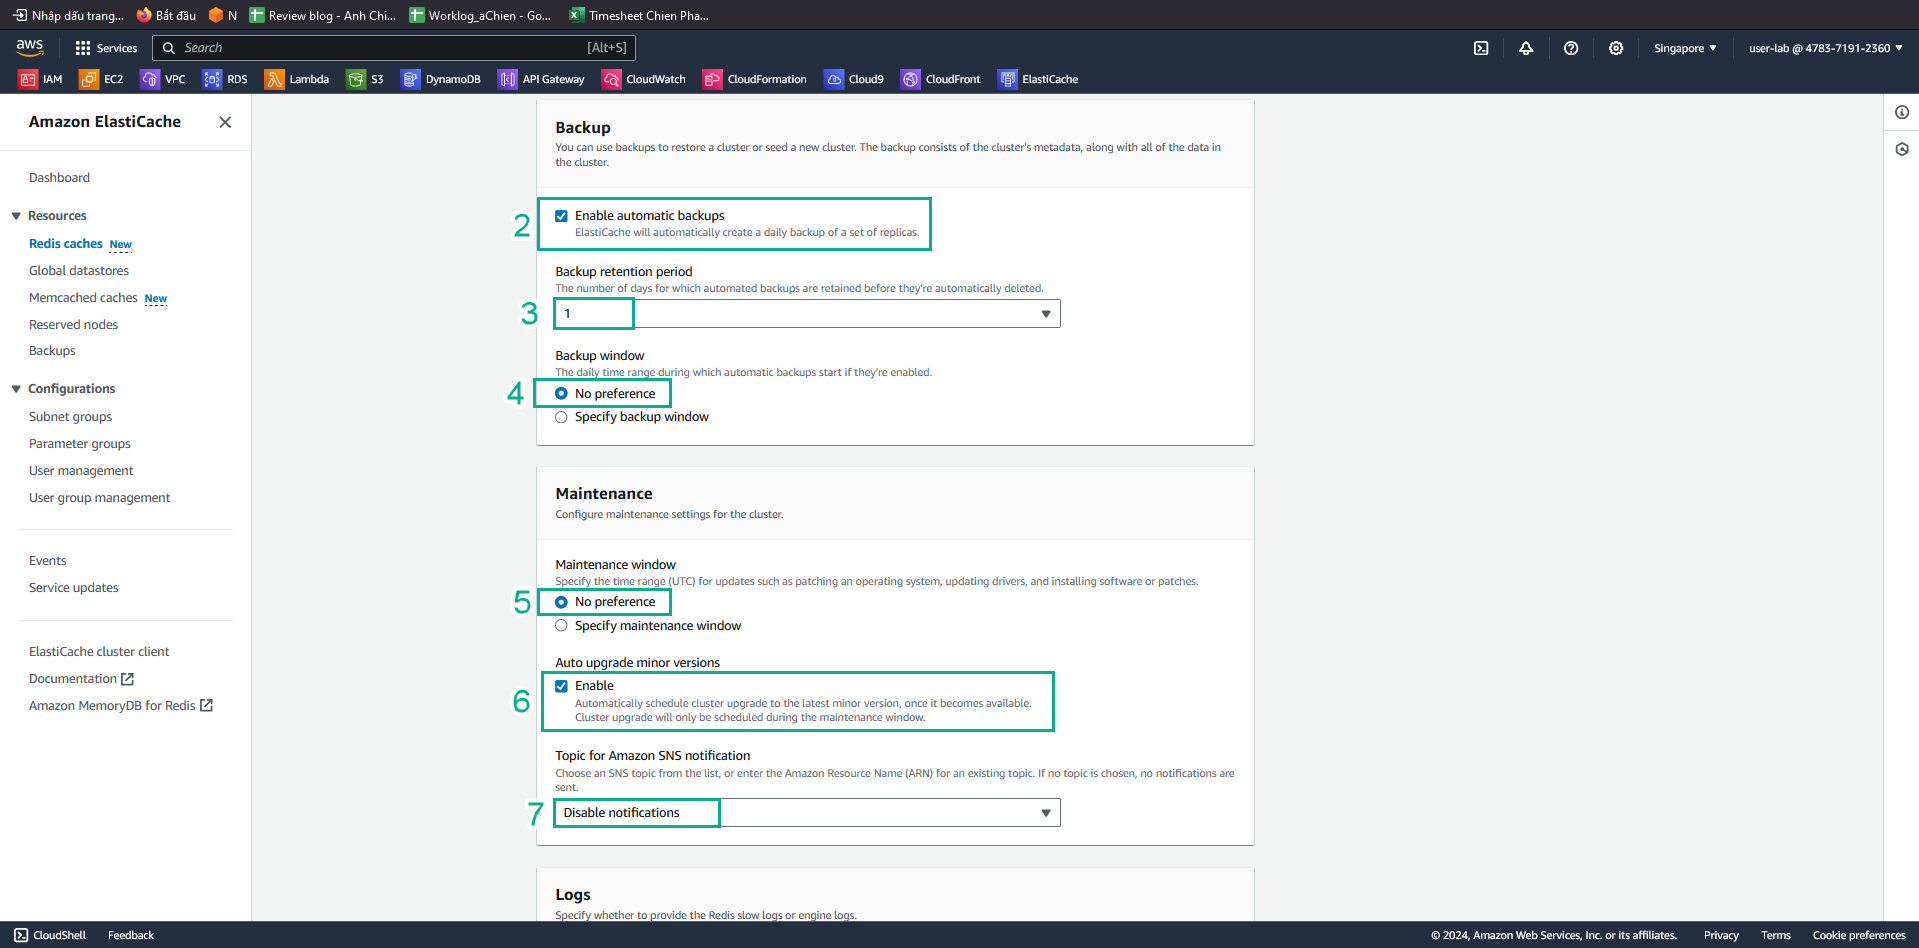 Nhập dấu trang...
Bắt đầu
N
Review blog - Anh Chi...
Worklog_aChien - Go...
Timesheet Chien Pha...
aws
Services
Search
[Alt+S]
Singapore
user-lab @ 4783-7191-2360
IAM
EC2
VPC
RDS
Lambda
S3
DynamoDB
API Gateway
CloudWatch
CloudFormation
Cloud9
CloudFront
ElastiCache
Amazon ElastiCache
Dashboard
Resources
Redis caches New
Global datastores
Memcached caches New
Reserved nodes
Backups
Configurations
Subnet groups
Parameter groups
User management
User group management
Events
Service updates
ElastiCache cluster client
Documentation
Amazon MemoryDB for Redis
Backup
You can use backups to restore a cluster or seed a new cluster. The backup consists of the cluster's metadata, along with all of the data in
the cluster.
2
Enable automatic backups
ElastiCache will automatically create a daily backup of a set of replicas.
Backup retention period
The number of days for which automated backups are retained before they're automatically deleted.
3
1
Backup window
The daily time range during which automatic backups start if they're enabled.
4
No preference
Specify backup window
Maintenance
Configure maintenance settings for the cluster.
Maintenance window
Specify the time range (UTC) for updates such as patching an operating system, updating drivers, and installing software or patches.
5
No preference
Specify maintenance window
Auto upgrade minor versions
6
Enable
Automatically schedule cluster upgrade to the latest minor version, once it becomes available.
Cluster upgrade will only be scheduled during the maintenance window.
Topic for Amazon SNS notification
Choose an SNS topic from the list, or enter the Amazon Resource Name (ARN) for an existing topic. If no topic is chosen, no notifications are
sent.
7
Disable notifications
Logs
Specify whether to provide the Redis slow logs or engine logs.
CloudShell
Feedback
© 2024, Amazon Web Services, Inc. or its affiliates.
Privacy
Terms
Cookie preferences